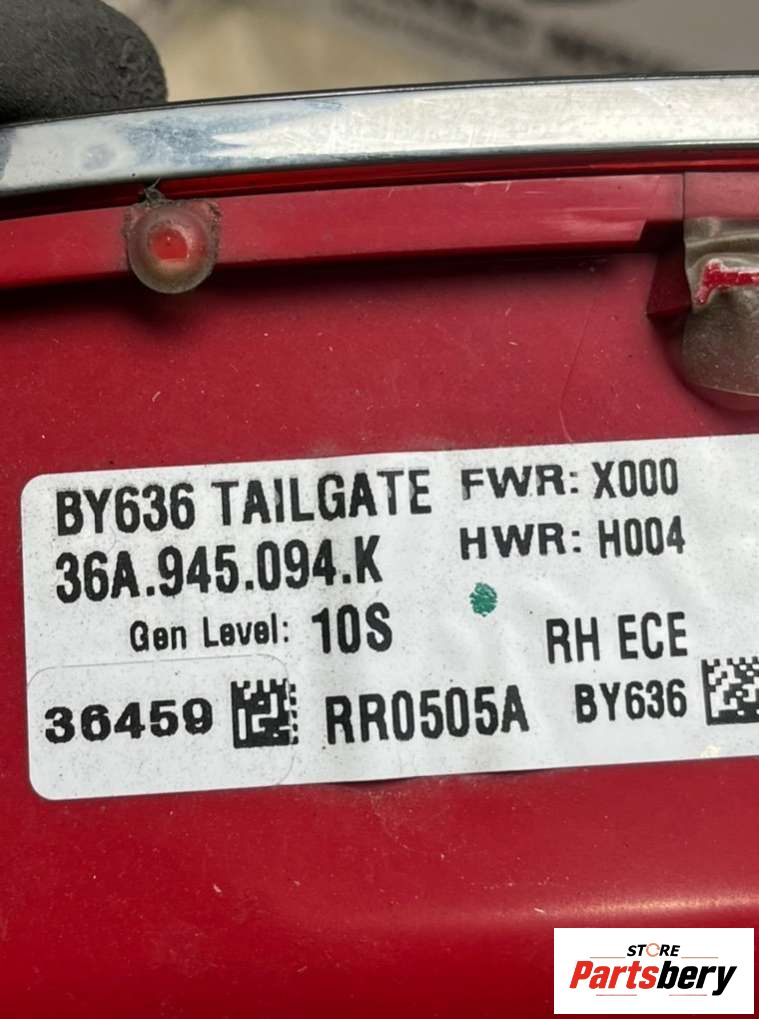 BY636 TAILGATE FWR: X000
36A.945.094.K HWR: H004
Gen Level: 10S RH ECE
36459 RR0505A BY636
STORE
Partsbery